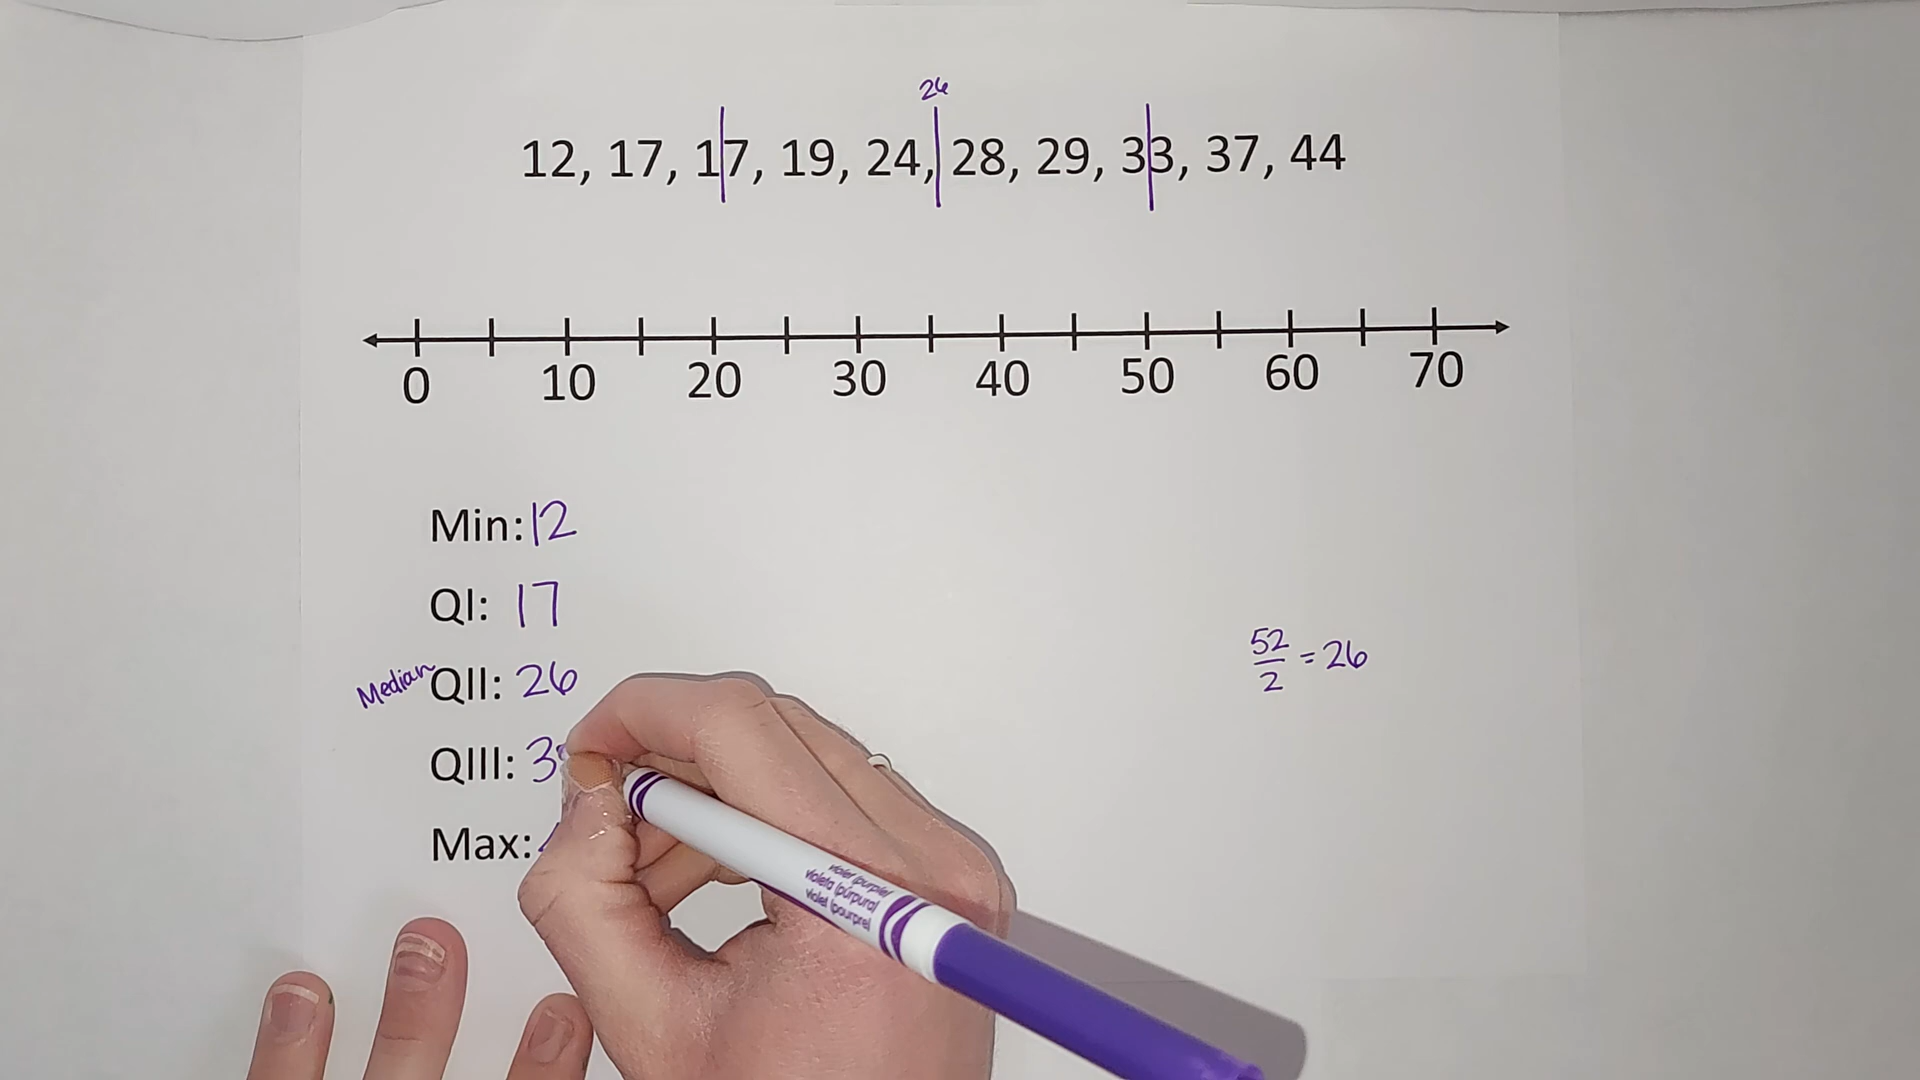 26
12, 17, 17, 19, 24, 28, 29, 33, 37, 44
0 10 20 30 40 50 60 70
Min: 12
QI: 17
Median QII: 26
QIII: 3
Max:
52
2
= 26
violet (purple)
violeta (púrpura)
violet (pourpre)